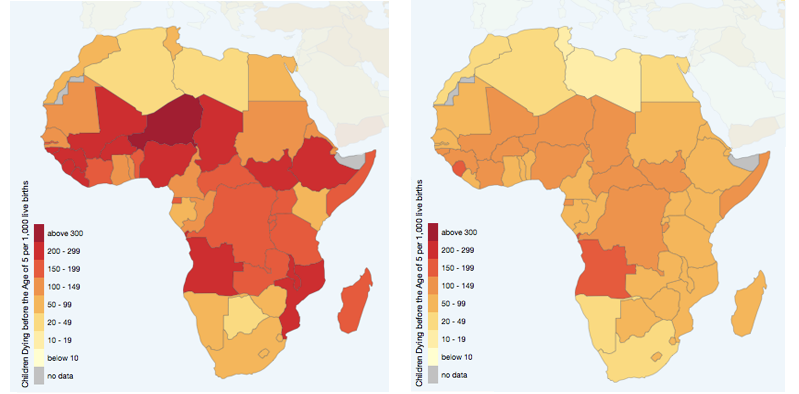 Children Dying before the Age of 5 per 1,000 live births
above 300
200 - 299
150 - 199
100 - 149
50 - 99
20 - 49
10 - 19
below 10
no data
Children Dying before the Age of 5 per 1,000 live births
above 300
200 - 299
150 - 199
100 - 149
50 - 99
20 - 49
10 - 19
below 10
no data